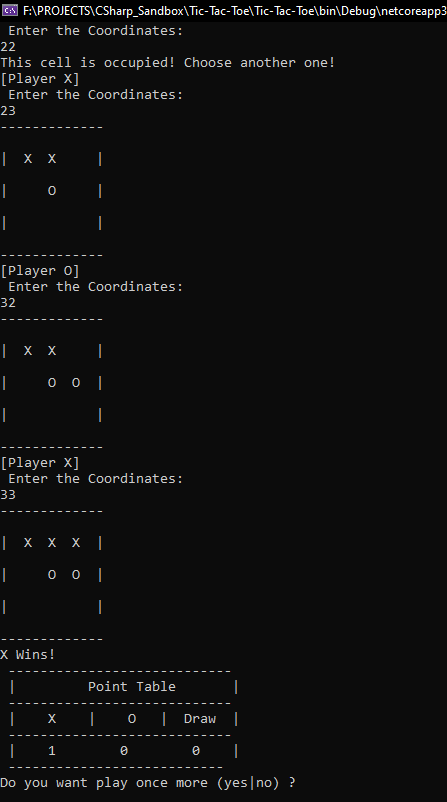 F:\PROJECTS\CSharp_Sandbox\Tic-Tac-Toe\Tic-Tac-Toe\bin\Debug\netcoreapp3
Enter the Coordinates:
22
This cell is occupied! Choose another one!
[Player X]
Enter the Coordinates:
23
-------------
|  X  X     |
|     O     |
|           |
-------------
[Player O]
Enter the Coordinates:
32
-------------
|  X  X     |
|     O  O  |
|           |
-------------
[Player X]
Enter the Coordinates:
33
-------------
|  X  X  X  |
|     O  O  |
|           |
-------------
X Wins!
----------------------------
|         Point Table       |
----------------------------
|    X    |    O   |  Draw  |
----------------------------
|    1        0        0    |
---------------------------
Do you want play once more (yes|no) ?